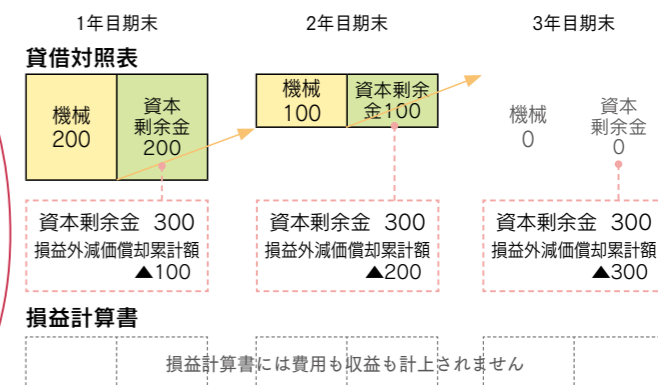 1年目期末
2年目期末
3年目期末
貸借対照表
機械
200
資本
剰余金
200
機械
100
資本剰余
金100
機械
0
資本
剰余金
0
資本剰余金 300
損益外減価償却累計額
▲100
資本剰余金 300
損益外減価償却累計額
▲200
資本剰余金 300
損益外減価償却累計額
▲300
損益計算書
損益計算書には費用も収益も計上されません